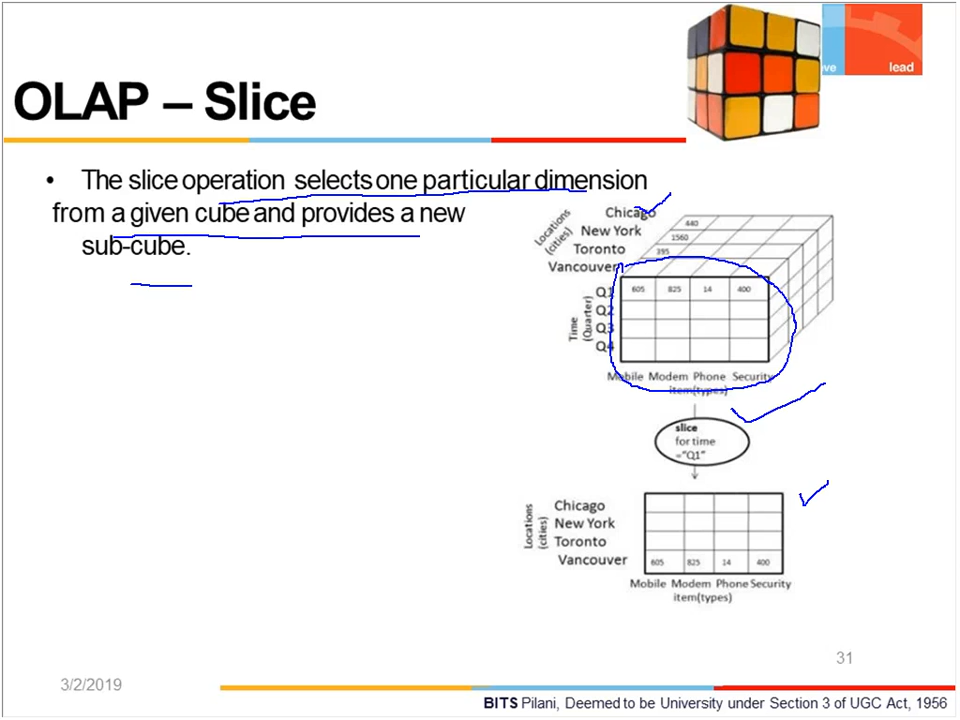 ve
lead
OLAP – Slice
• The slice operation selects one particular dimension
from a given cube and provides a new
sub-cube.
Locations
(cities)
Chicago
New York
Toronto
Vancouver
440
1560
395
Time
(Quarter)
Q1
Q2
Q3
Q4
605 825 14 400
Mobile Modem Phone Security
item(types)
slice
for time
="Q1"
Locations
(cities)
Chicago
New York
Toronto
Vancouver
605 825 14 400
Mobile Modem Phone Security
item(types)
31
3/2/2019
BITS Pilani, Deemed to be University under Section 3 of UGC Act, 1956